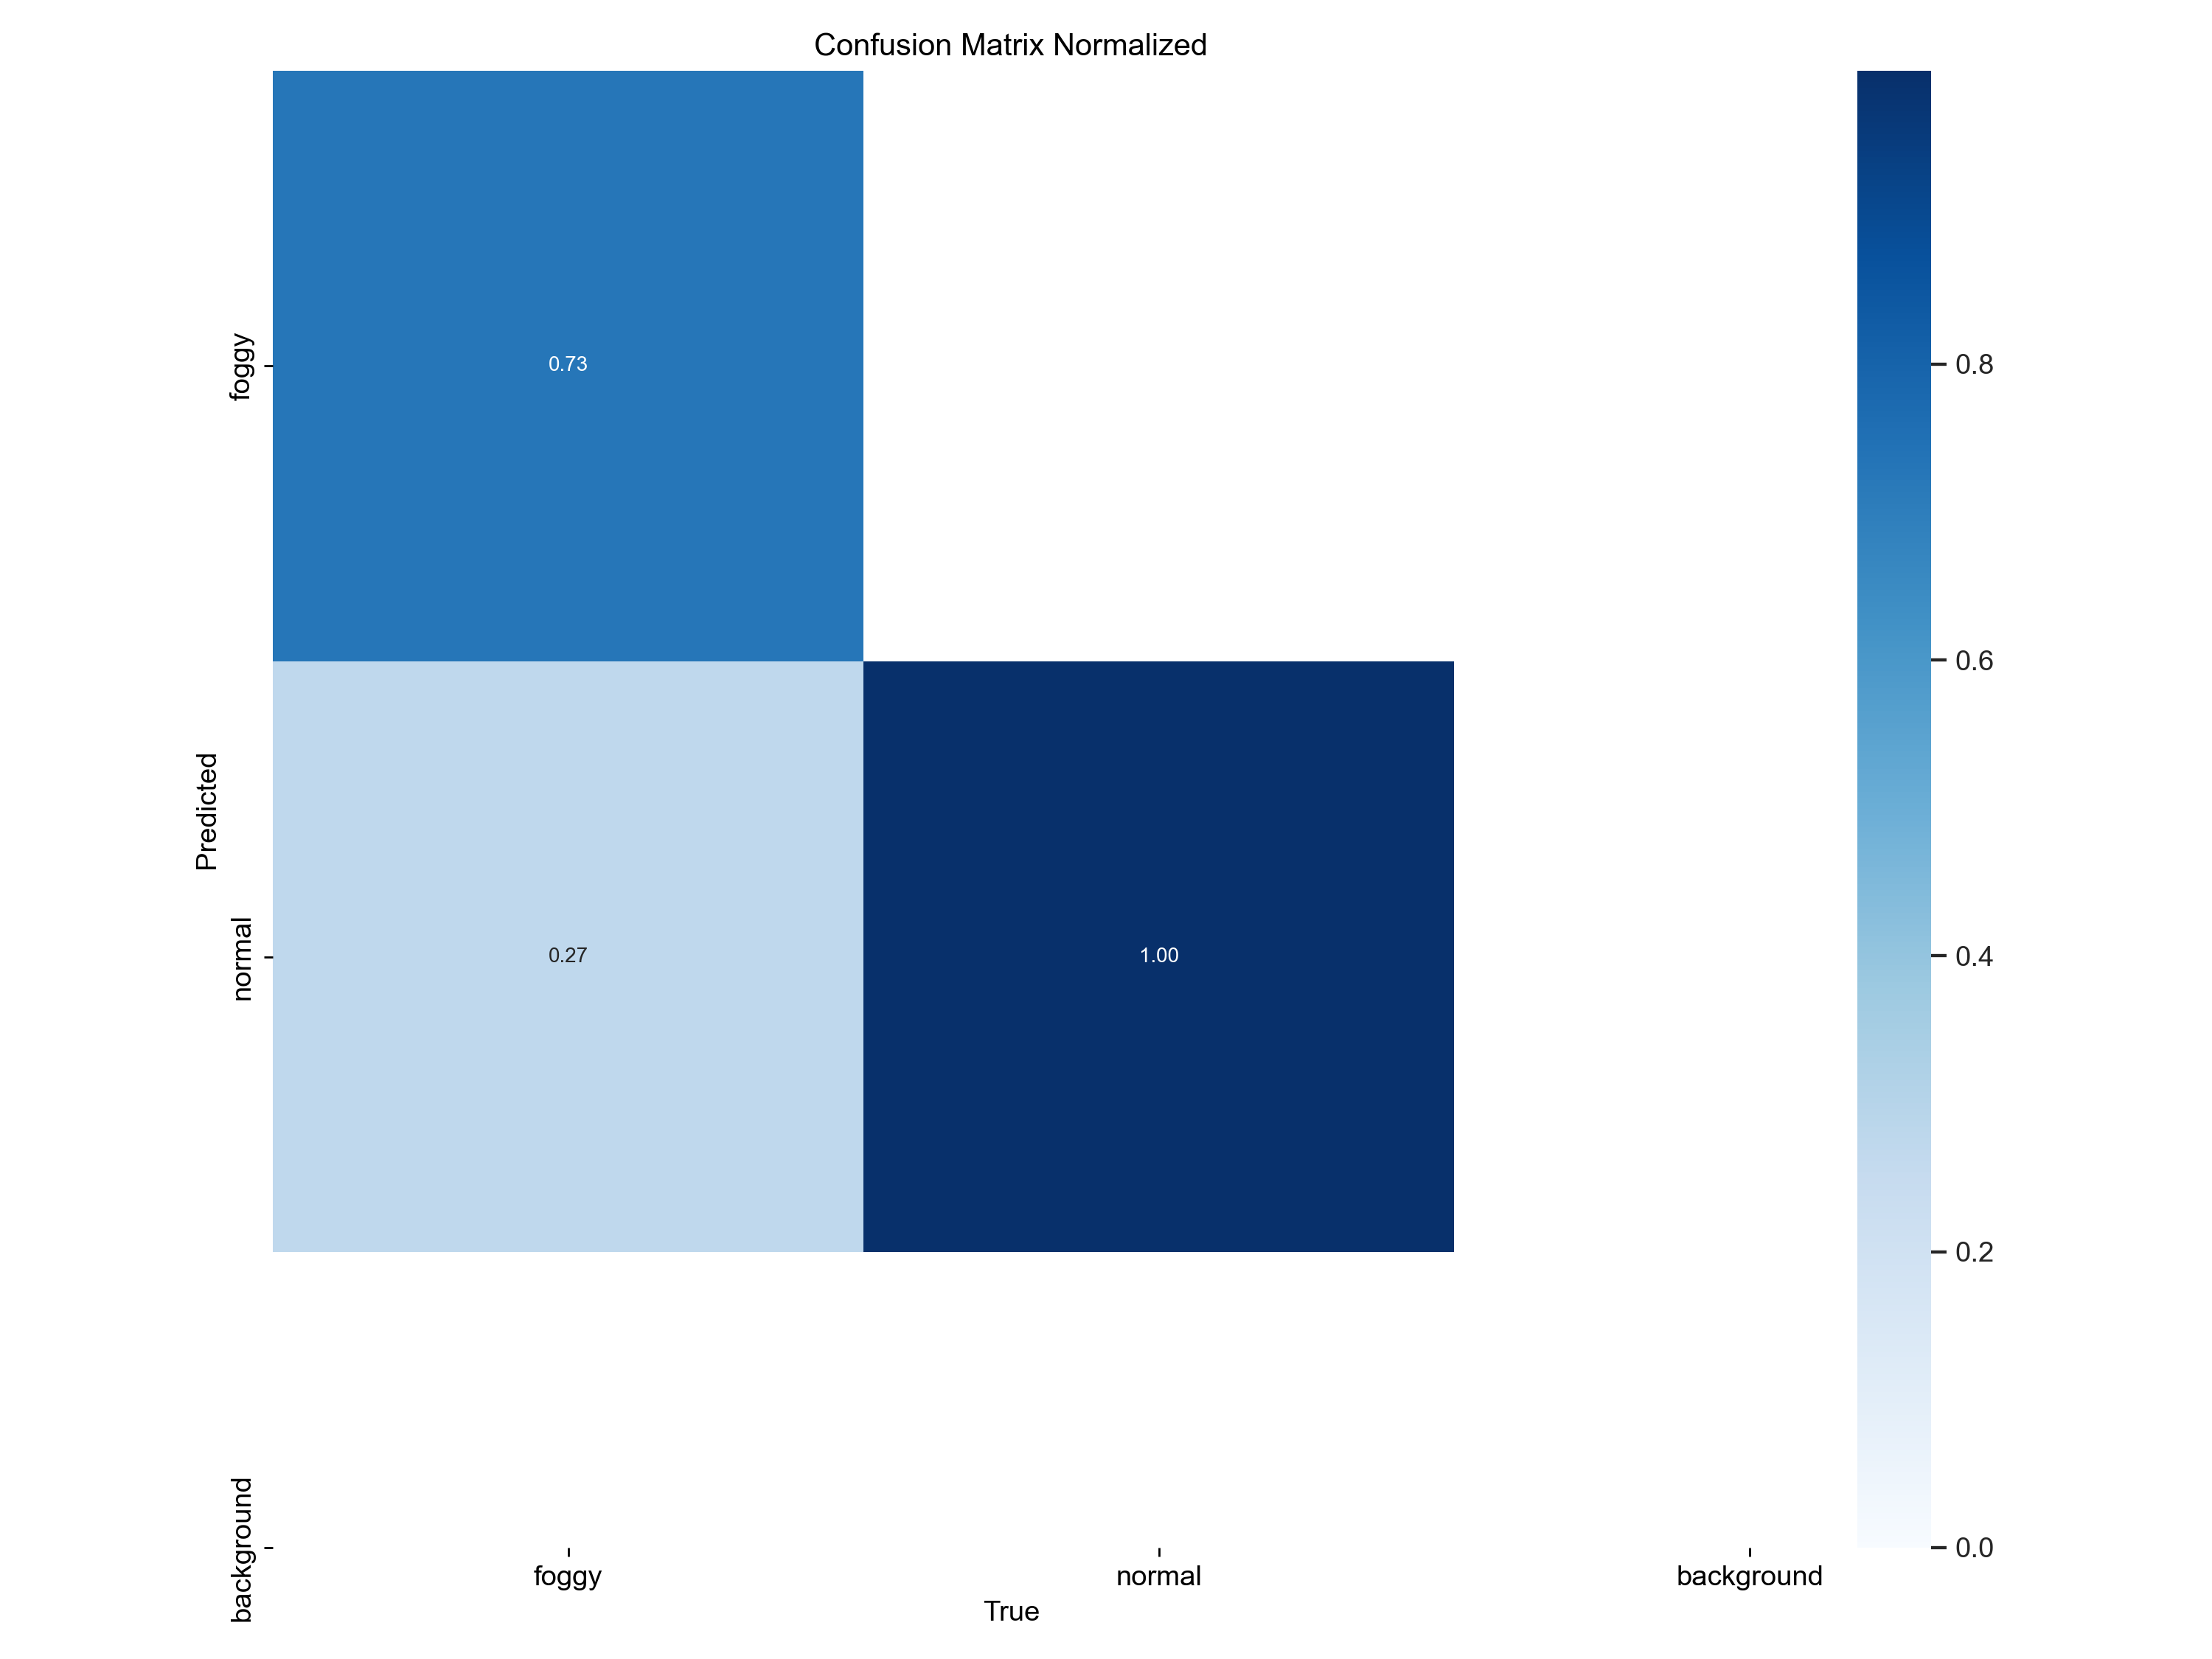 Confusion Matrix Normalized
foggy
normal
background
Predicted
0.73
0.27
1.00
foggy
normal
background
True
0.8
0.6
0.4
0.2
0.0